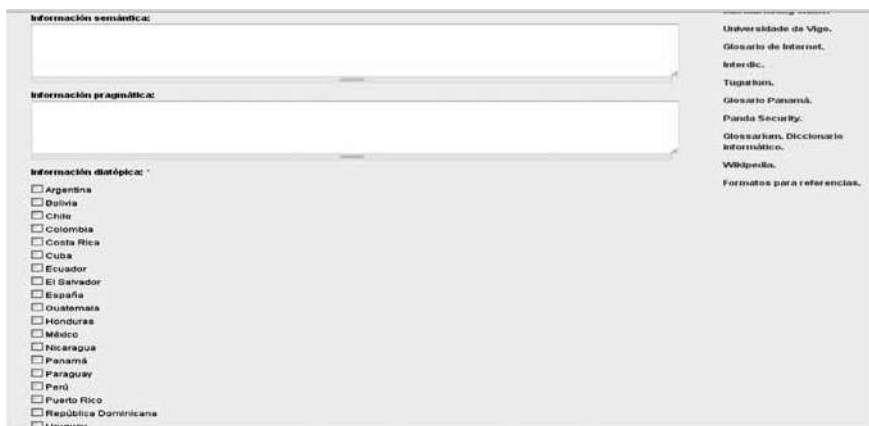 Información semántica:
Información pragmática:
Información diatópica: *
Argentina
Bolivia
Chile
Colombia
Costa Rica
Cuba
Ecuador
El Salvador
España
Guatemala
Honduras
México
Nicaragua
Panamá
Paraguay
Perú
Puerto Rico
República Dominicana
Uruguay
Universidade de Vigo.
Glosario de Internet.
Interdic.
Tugurium.
Glosario Panamá.
Panda Security.
Glossarium. Diccionario
informático.
Wikipedia.
Formatos para referencias.